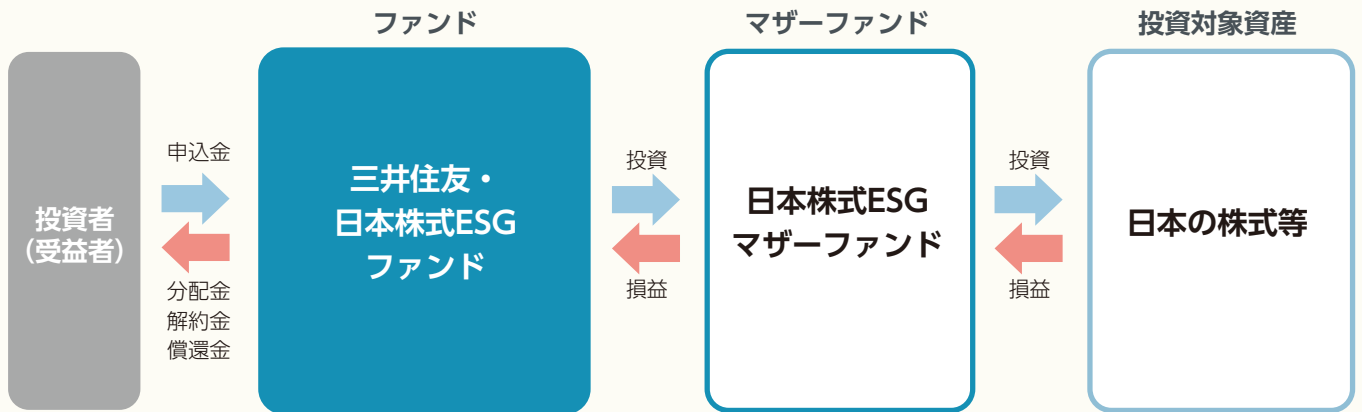 ファンド
マザーファンド
投資対象資産
投資者
(受益者)
申込金
分配金
解約金
償還金
三井住友・
日本株式ESG
ファンド
投資
損益
日本株式ESG
マザーファンド
投資
損益
日本の株式等